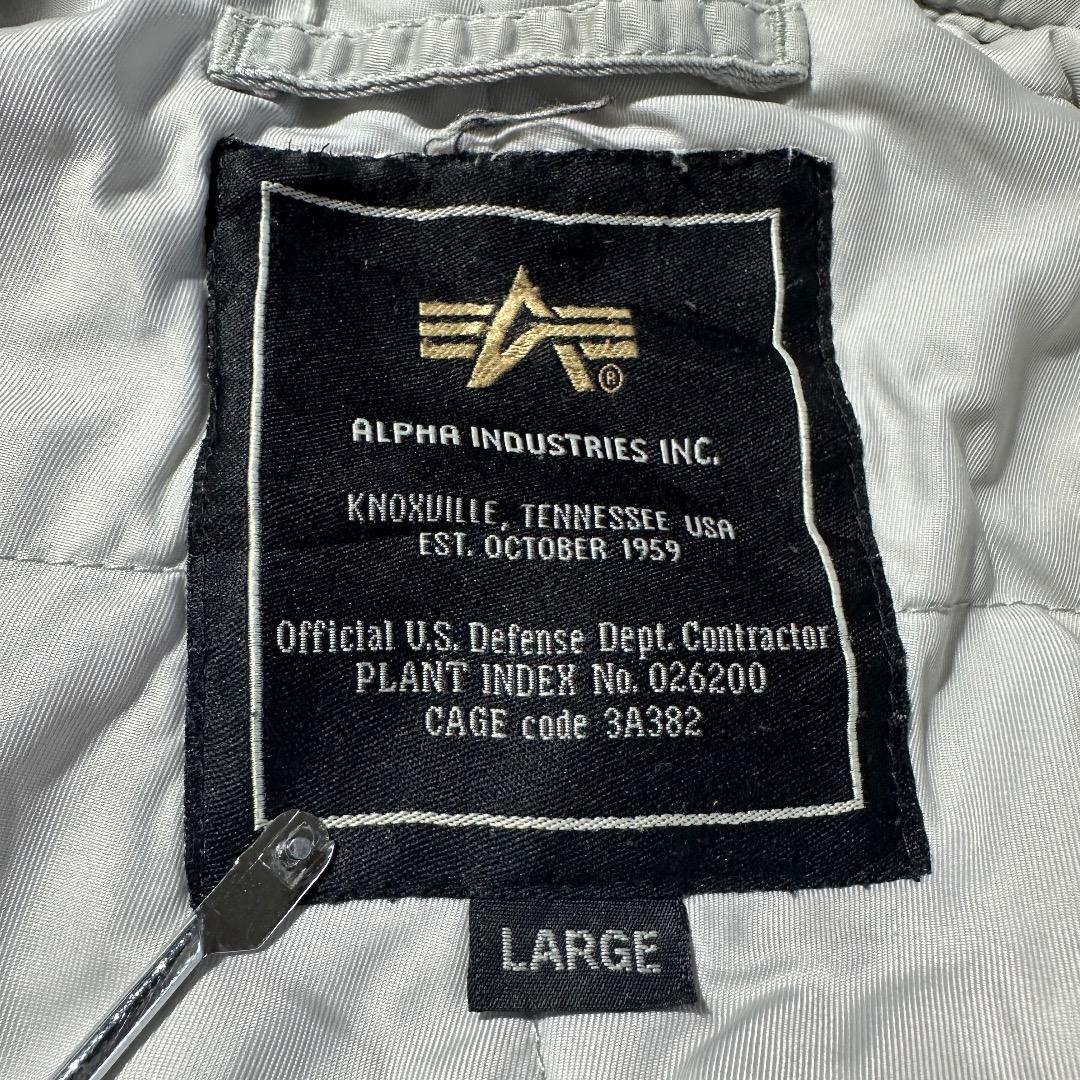 ®
ALPHA INDUSTRIES INC.
KNOXVILLE, TENNESSEE USA
EST. OCTOBER 1959
Official U.S. Defense Dept. Contractor
PLANT INDEX No. 026200
CAGE code 3A382
LARGE